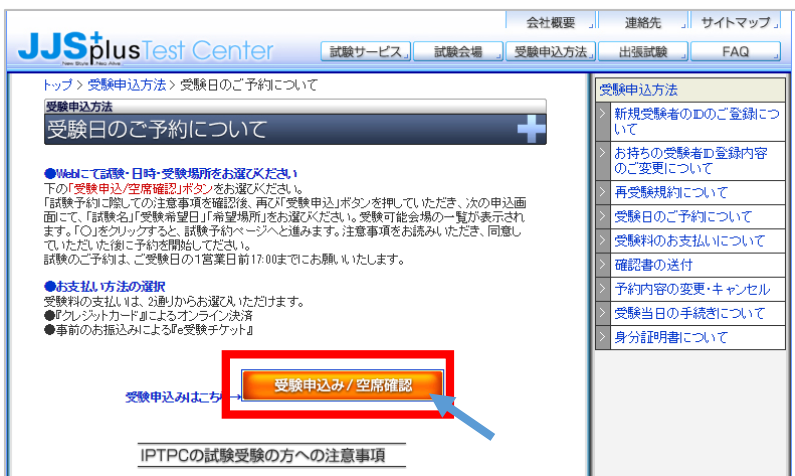 会社概要
連絡先
サイトマップ
JJS plus Test Center
試験サービス
試験会場
受験申込方法
出張試験
FAQ
トップ > 受験申込方法 > 受験日のご予約について
受験申込方法
受験日のご予約について
●Webにて試験・日時・受験場所をお選びください
下の「受験申込/空席確認」ボタンをお選びください。
「試験予約に際しての注意事項を確認後、再び「受験申込」ボタンを押していただき、次の申込画
面にて、「試験名」「受験希望日」「希望場所」をお選びください。受験可能会場の一覧が表示され
ます。「〇」をクリックすると、試験予約ページへと進みます。注意事項をお読みいただき、同意し
ていただいた後に予約を開始してださい。
試験のご予約は、ご受験日の1営業日前17:00までにお願いいたします。
●お支払い方法の選択
受験料の支払いは、2通りからお選びいただけます。
●『クレジットカード』によるオンライン決済
●事前のお振込みによる『e受験チケット』
受験申込みはこちら→
受験申込み / 空席確認
IPTPCの試験受験の方への注意事項
受験申込方法
新規受験者のIDのご登録につ
いて
お持ちの受験者ID登録内容
のご変更について
再受験規約について
受験日のご予約について
受験料のお支払いについて
確認書の送付
予約内容の変更・キャンセル
受験当日の手続きについて
身分証明書について